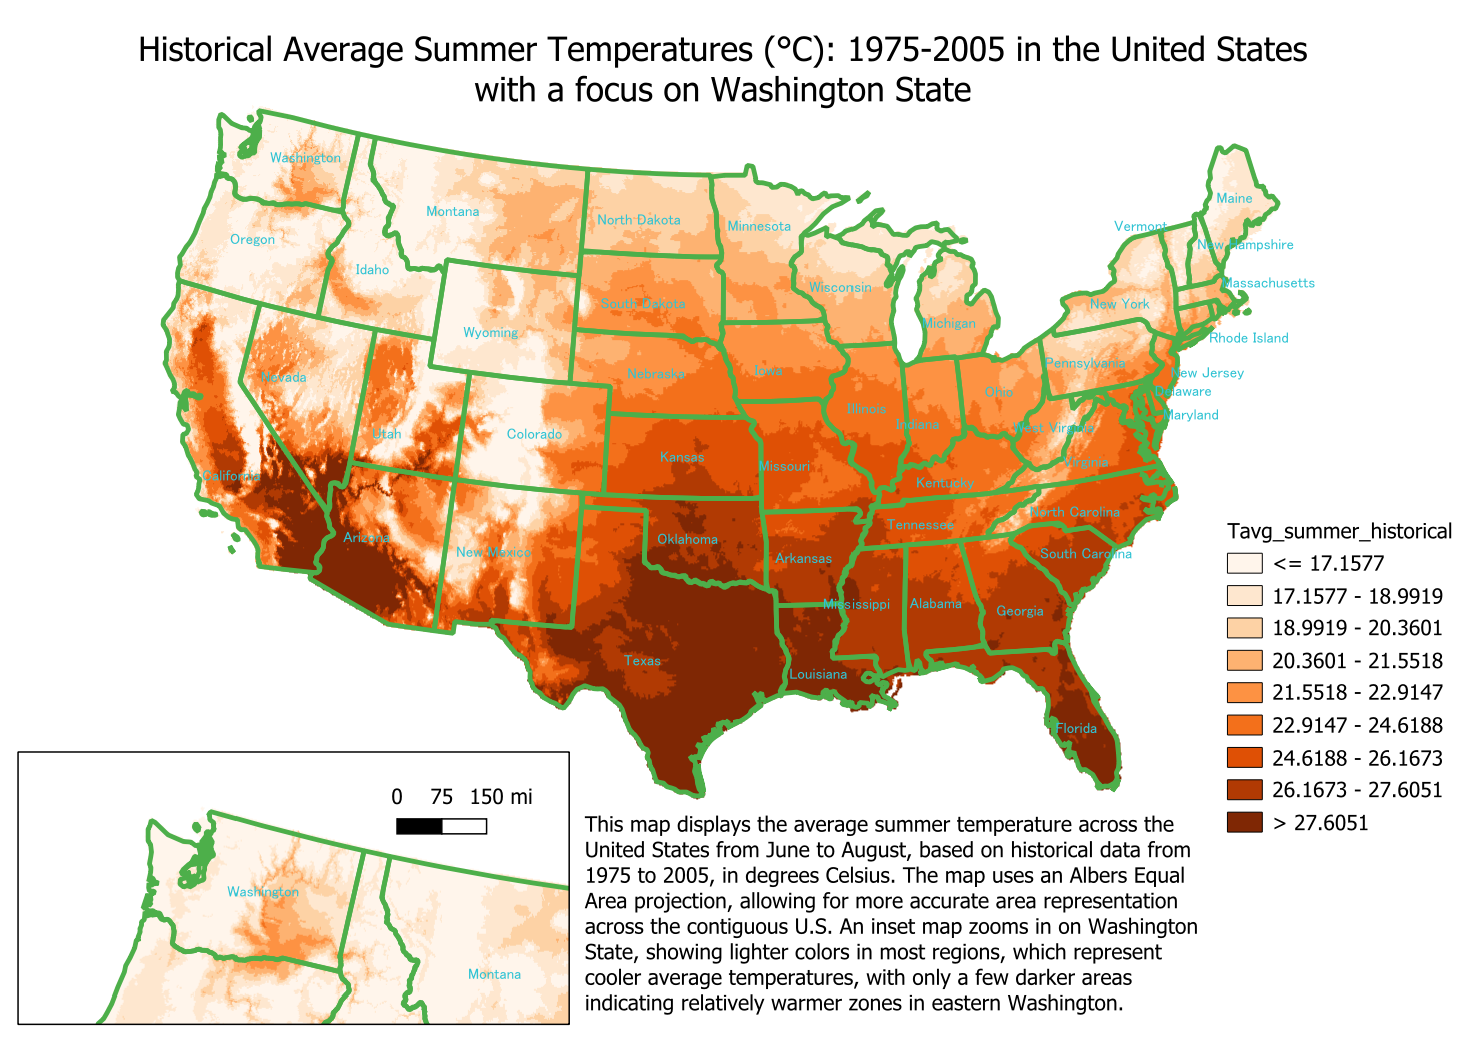 Historical Average Summer Temperatures (°C): 1975-2005 in the United States
with a focus on Washington State
Washington
Montana
North Dakota
Minnesota
Maine
Vermont
New Hampshire
Oregon
Idaho
Wisconsin
Massachusetts
South Dakota
New York
Michigan
Wyoming
Rhode Island
Nevada
Nebraska
Iowa
Pennsylvania
New Jersey
Ohio
Delaware
Illinois
Indiana
Maryland
Utah
Colorado
West Virginia
Kansas
Missouri
Virginia
California
Kentucky
North Carolina
Arizona
New Mexico
Oklahoma
Tennessee
South Carolina
Arkansas
Mississippi
Alabama
Georgia
Texas
Louisiana
Florida
Tavg_summer_historical
<= 17.1577
17.1577 - 18.9919
18.9919 - 20.3601
20.3601 - 21.5518
21.5518 - 22.9147
22.9147 - 24.6188
24.6188 - 26.1673
26.1673 - 27.6051
> 27.6051
0 75 150 mi
Washington
Montana
This map displays the average summer temperature across the
United States from June to August, based on historical data from
1975 to 2005, in degrees Celsius. The map uses an Albers Equal
Area projection, allowing for more accurate area representation
across the contiguous U.S. An inset map zooms in on Washington
State, showing lighter colors in most regions, which represent
cooler average temperatures, with only a few darker areas
indicating relatively warmer zones in eastern Washington.